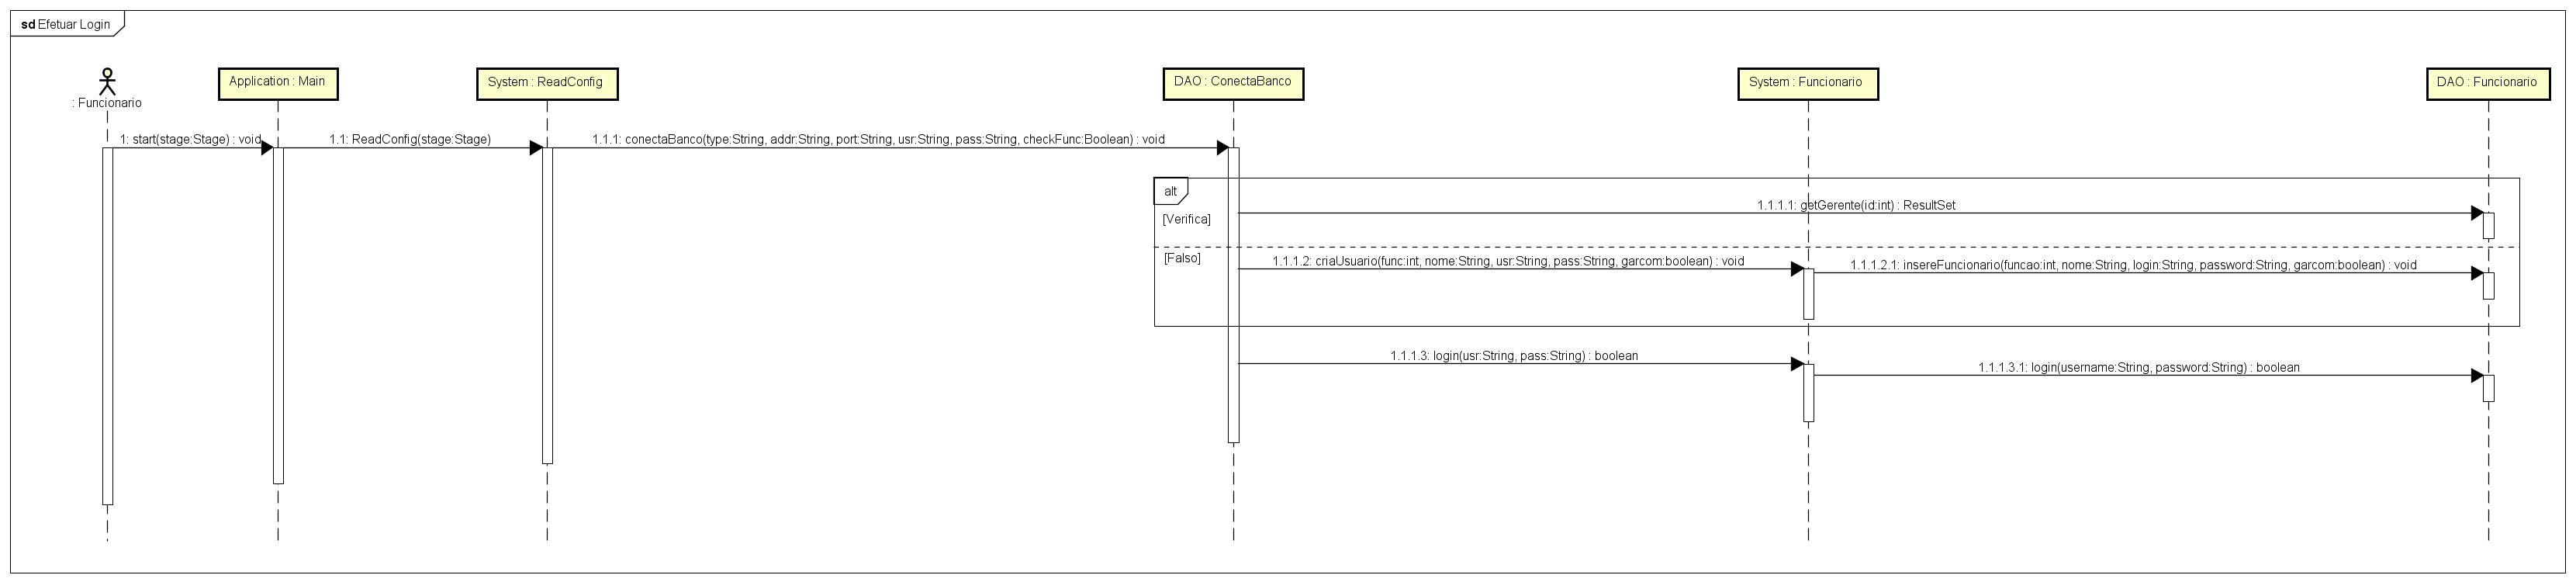 sd Efetuar Login
: Funcionario
Application : Main
System : ReadConfig
DAO : ConectaBanco
System : Funcionario
DAO : Funcionario
1: start(stage:Stage) : void
1.1: ReadConfig(stage:Stage)
1.1.1: conectaBanco(type:String, addr:String, port:String, usr:String, pass:String, checkFunc:Boolean) : void
alt
[Verifica]
1.1.1.1: getGerente(id:int) : ResultSet
[Falso]
1.1.1.2: criaUsuario(func:int, nome:String, usr:String, pass:String, garcom:boolean) : void
1.1.1.2.1: insereFuncionario(funcao:int, nome:String, login:String, password:String, garcom:boolean) : void
1.1.1.3: login(usr:String, pass:String) : boolean
1.1.1.3.1: login(username:String, password:String) : boolean